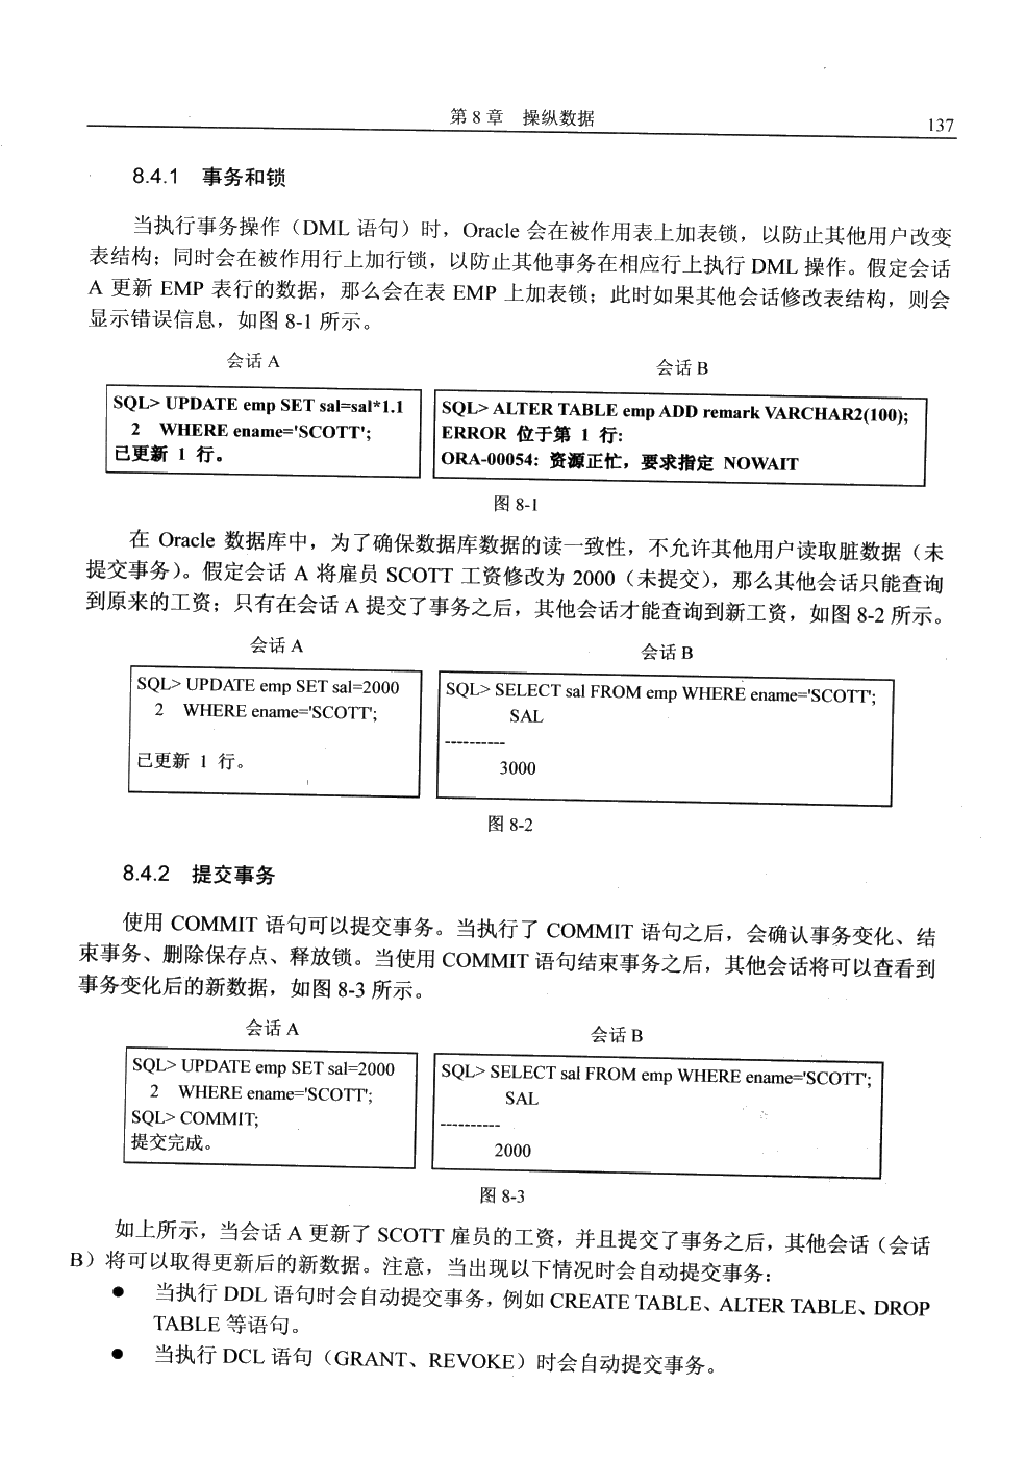 第 8 章 操纵数据
137
8.4.1 事务和锁
当执行事务操作（DML 语句）时，Oracle 会在被作用表上加表锁，以防止其他用户改变
表结构；同时会在被作用行上加行锁，以防止其他事务在相应行上执行 DML 操作。假定会话
A 更新 EMP 表行的数据，那么会在表 EMP 上加表锁；此时如果其他会话修改表结构，则会
显示错误信息，如图 8-1 所示。
会话 A
会话 B
SQL> UPDATE emp SET sal=sal*1.1
2 WHERE ename='SCOTT';
已更新 1 行。
SQL> ALTER TABLE emp ADD remark VARCHAR2(100);
ERROR 位于第 1 行:
ORA-00054: 资源正忙，要求指定 NOWAIT
图 8-1
在 Oracle 数据库中，为了确保数据库数据的读一致性，不允许其他用户读取脏数据（未
提交事务）。假定会话 A 将雇员 SCOTT 工资修改为 2000（未提交），那么其他会话只能查询
到原来的工资；只有在会话 A 提交了事务之后，其他会话才能查询到新工资，如图 8-2 所示。
会话 A
会话 B
SQL> UPDATE emp SET sal=2000
2 WHERE ename='SCOTT';
已更新 1 行。
SQL> SELECT sal FROM emp WHERE ename='SCOTT';
SAL
----------
3000
图 8-2
8.4.2 提交事务
使用 COMMIT 语句可以提交事务。当执行了 COMMIT 语句之后，会确认事务变化、结
束事务、删除保存点、释放锁。当使用 COMMIT 语句结束事务之后，其他会话将可以查看到
事务变化后的新数据，如图 8-3 所示。
会话 A
会话 B
SQL> UPDATE emp SET sal=2000
2 WHERE ename='SCOTT';
SQL> COMMIT;
提交完成。
SQL> SELECT sal FROM emp WHERE ename='SCOTT';
SAL
----------
2000
图 8-3
如上所示，当会话 A 更新了 SCOTT 雇员的工资，并且提交了事务之后，其他会话（会话
B）将可以取得更新后的新数据。注意，当出现以下情况时会自动提交事务：
● 当执行 DDL 语句时会自动提交事务，例如 CREATE TABLE、ALTER TABLE、DROP
TABLE 等语句。
● 当执行 DCL 语句（GRANT、REVOKE）时会自动提交事务。